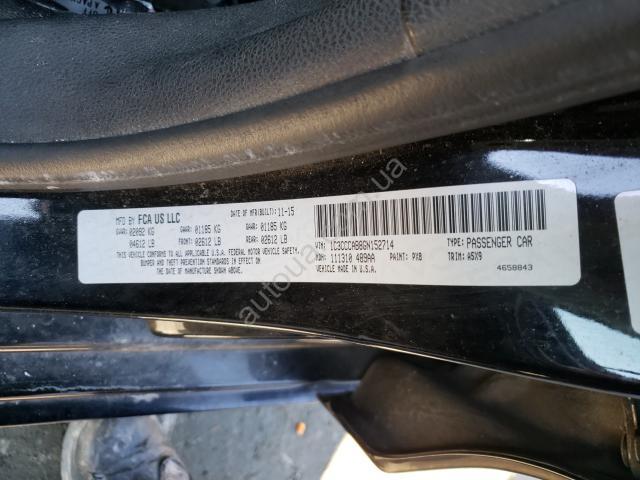 MFD BY FCA US LLC
DATE OF MFR(BUILT): 11-15
GVWR: 02092 KG GAWR: 01185 KG GAWR: 01185 KG
04612 LB FRONT: 02612 LB REAR: 02612 LB
THIS VEHICLE CONFORMS TO ALL APPLICABLE U.S.A. FEDERAL MOTOR VEHICLE SAFETY,
BUMPER AND THEFT PREVENTION STANDARDS IN EFFECT ON
THE DATE OF MANUFACTURE SHOWN ABOVE.
VIN: 1C3CCCAB8GN152714 TYPE: PASSENGER CAR
MDH: 111310 489AA PAINT: PX8 TRIM: A5X9
VEHICLE MADE IN U.S.A. 4658843
autoua.ua